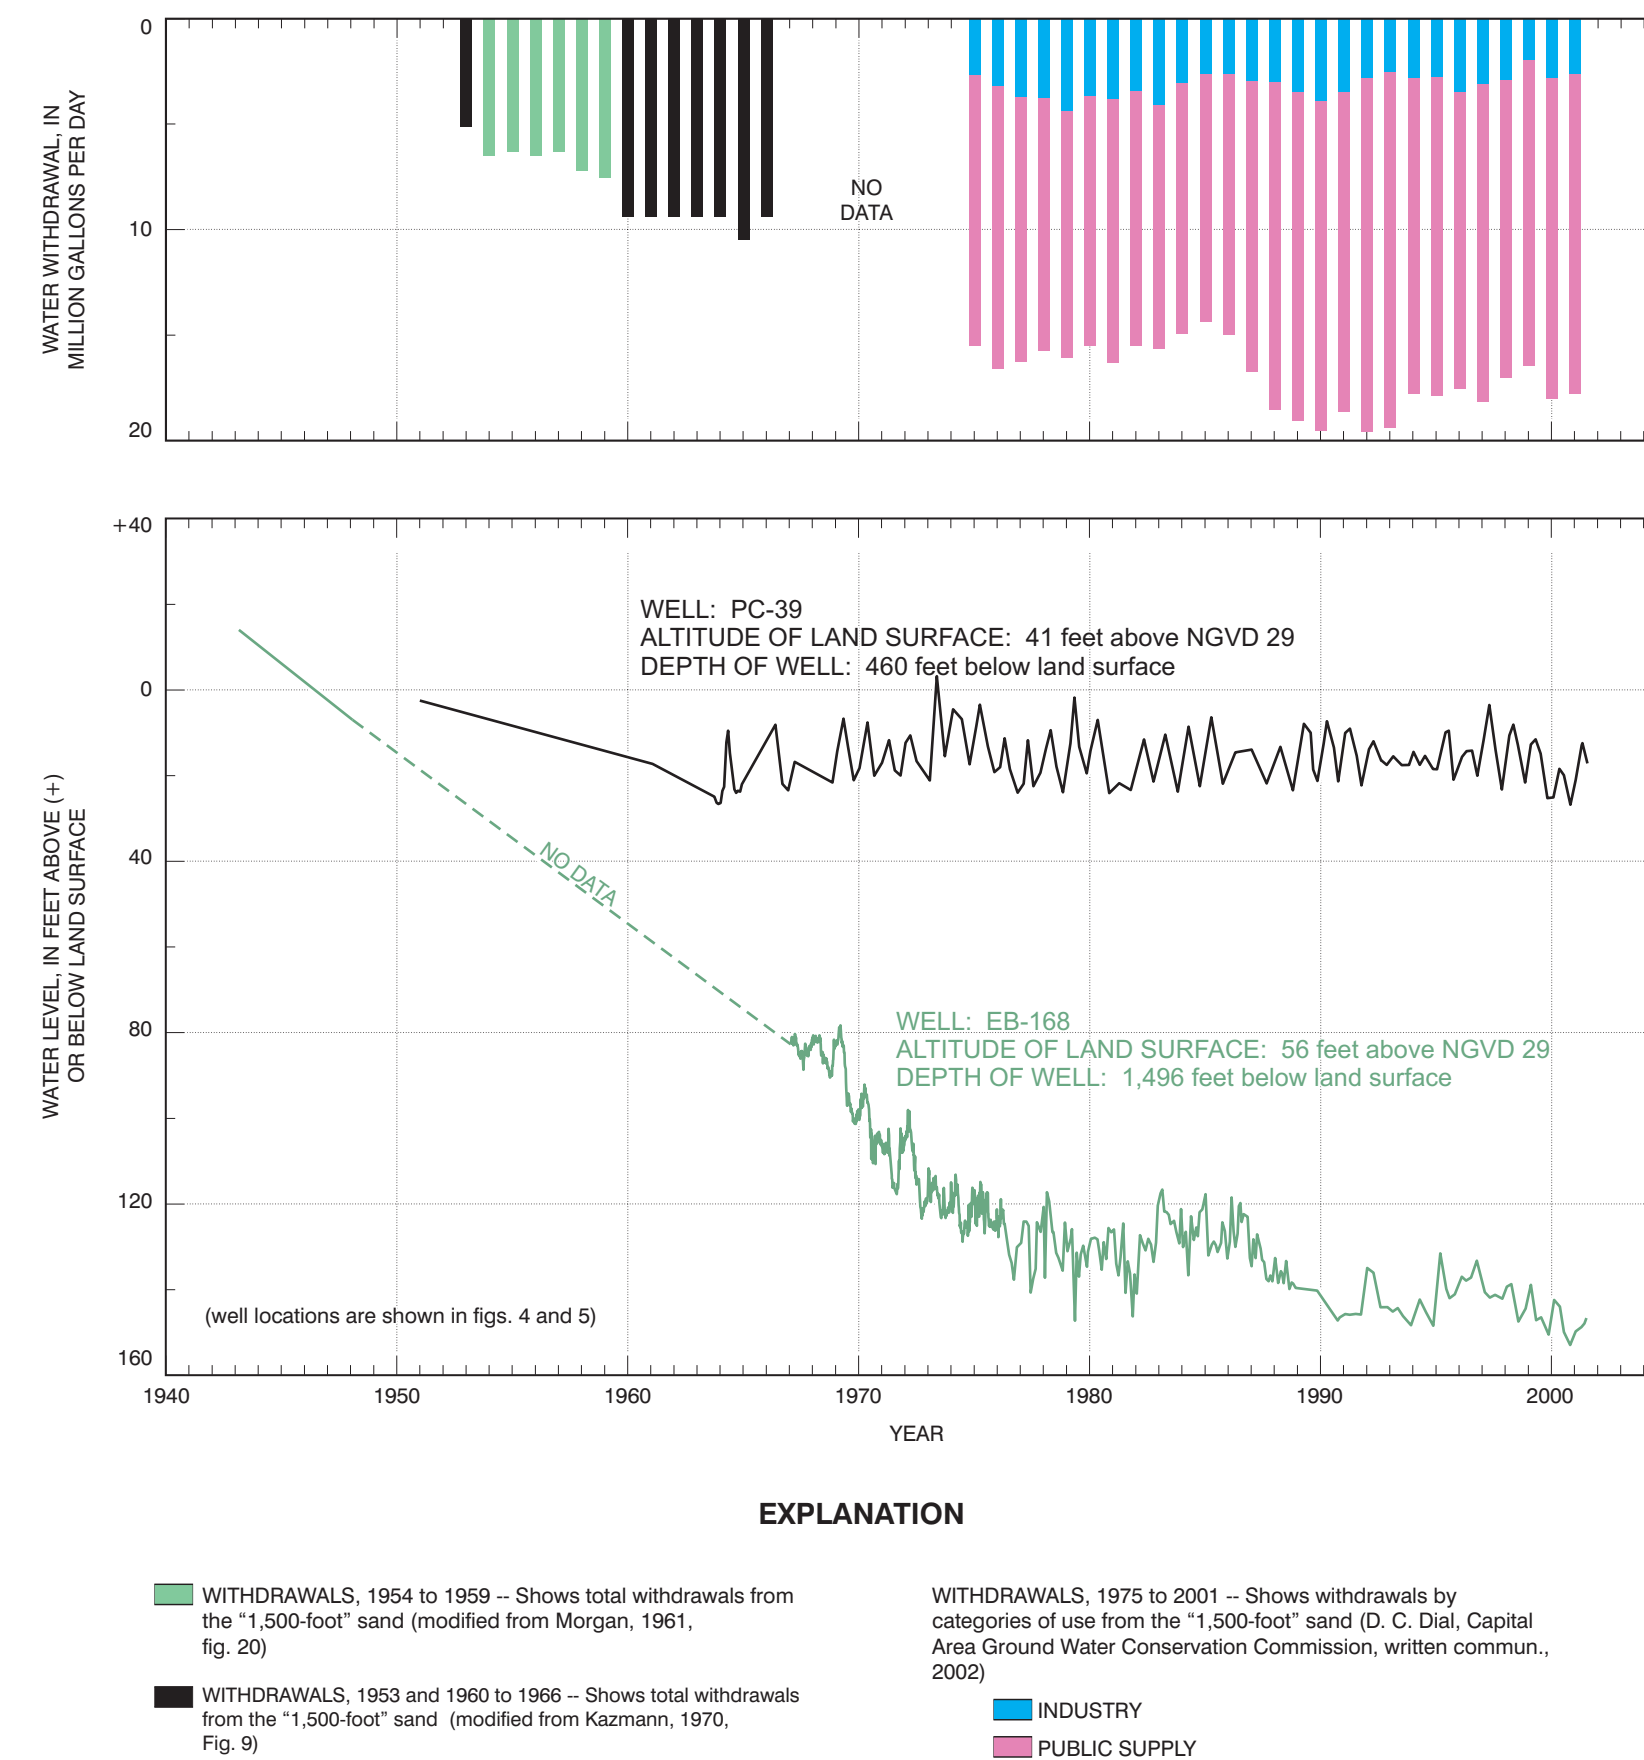 0
10
20
WATER WITHDRAWAL, IN
MILLION GALLONS PER DAY
NO
DATA
+40
0
40
80
120
160
WATER LEVEL, IN FEET ABOVE (+)
OR BELOW LAND SURFACE
WELL: PC-39
ALTITUDE OF LAND SURFACE: 41 feet above NGVD 29
DEPTH OF WELL: 460 feet below land surface
NO DATA
WELL: EB-168
ALTITUDE OF LAND SURFACE: 56 feet above NGVD 29
DEPTH OF WELL: 1,496 feet below land surface
(well locations are shown in figs. 4 and 5)
1940 1950 1960 1970 1980 1990 2000
YEAR
EXPLANATION
WITHDRAWALS, 1954 to 1959 -- Shows total withdrawals from
the “1,500-foot” sand (modified from Morgan, 1961,
fig. 20)
WITHDRAWALS, 1953 and 1960 to 1966 -- Shows total withdrawals
from the “1,500-foot” sand (modified from Kazmann, 1970,
Fig. 9)
WITHDRAWALS, 1975 to 2001 -- Shows withdrawals by
categories of use from the “1,500-foot” sand (D. C. Dial, Capital
Area Ground Water Conservation Commission, written commun.,
2002)
INDUSTRY
PUBLIC SUPPLY